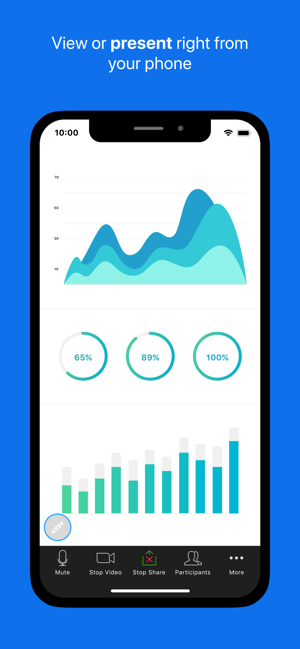 View or present right from
your phone
10:00
70
50
30
10
65%
89%
100%
Mute
Stop Video
Stop Share
Participants
More